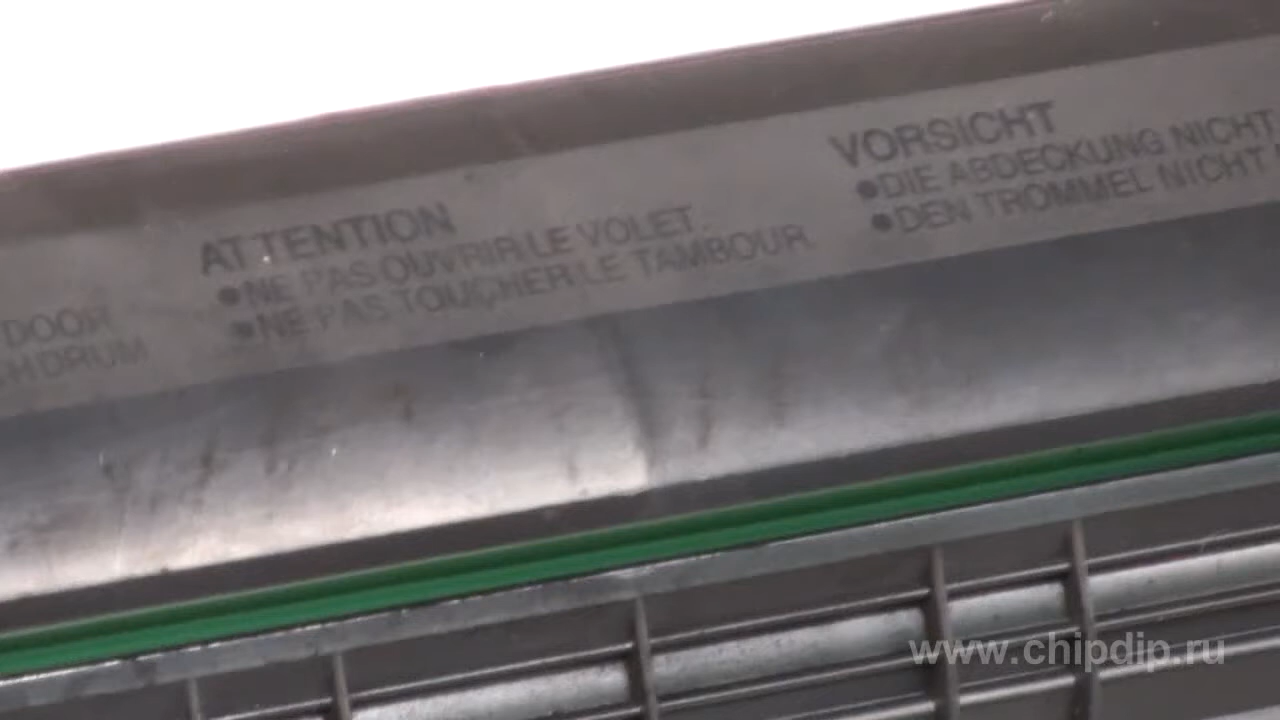 DOOR
DRUM
ATTENTION
●NE PAS OUVRIR LE VOLET.
●NE PAS TOUCHER LE TAMBOUR.
VORSICHT
●DIE ABDECKUNG NICHT
●DEN TROMMEL NICHT
www.chipdip.ru